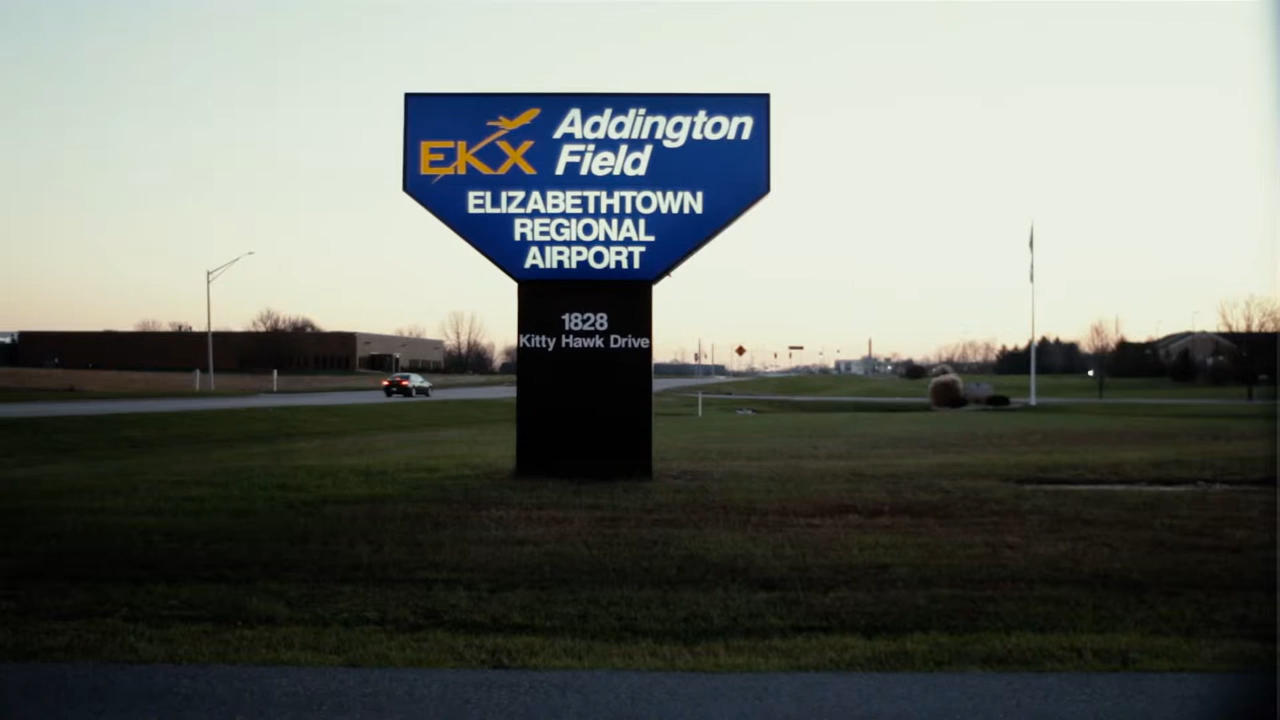 EKX Addington
Field
ELIZABETHTOWN
REGIONAL
AIRPORT
1828
Kitty Hawk Drive